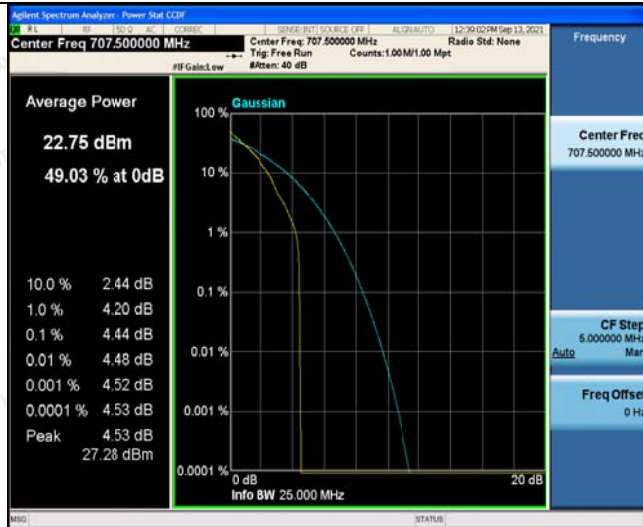 Agilent Spectrum Analyzer - Power Stat CCDF
RL RF 50 Ω AC CORREC SENSE:INT SOURCE OFF ALIGN AUTO 12:39:02 PM Sep 13, 2021
Center Freq 707.500000 MHz
Center Freq: 707.500000 MHz Radio Std: None
Trig: Free Run Counts:1.00 M/1.00 Mpt
#IFGain:Low #Atten: 40 dB
Frequency
Average Power
22.75 dBm
49.03 % at 0dB
10.0 % 2.44 dB
1.0 % 4.20 dB
0.1 % 4.44 dB
0.01 % 4.48 dB
0.001 % 4.52 dB
0.0001 % 4.53 dB
Peak 4.53 dB
27.28 dBm
Gaussian
100 %
10 %
1 %
0.1 %
0.01 %
0.001 %
0.0001 %
0 dB 20 dB
Info BW 25.000 MHz
Center Freq
707.500000 MHz
CF Step
5.000000 MHz
Auto Man
Freq Offset
0 Hz
MSG STATUS